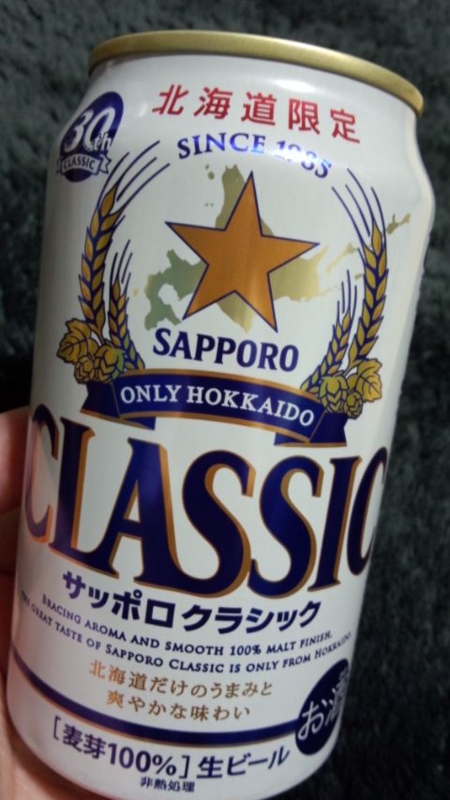 北海道限定
30th
CLASSIC
SINCE 1985
SAPPORO
ONLY HOKKAIDO
CLASSIC
サッポロクラシック
BRACING AROMA AND SMOOTH 100% MALT FINISH,
THE GREAT TASTE OF SAPPORO CLASSIC IS ONLY FROM HOKKAIDO
北海道だけのうまみと
爽やかな味わい
お酒
[麦芽100%]生ビール
非熱処理